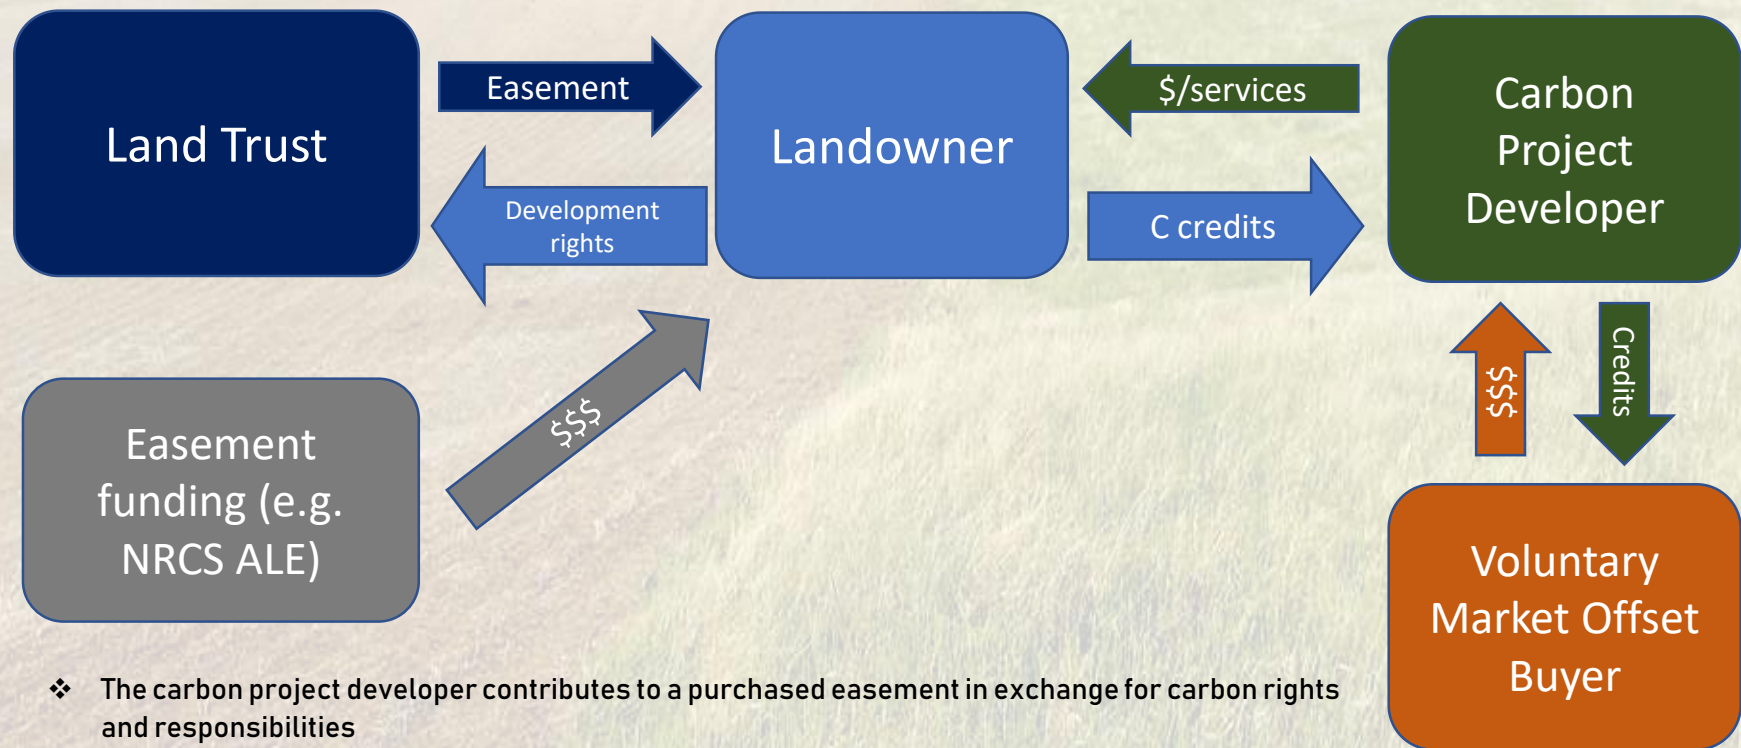 Land Trust
Easement
Development
rights
Landowner
$/services
C credits
Carbon
Project
Developer
Easement
funding (e.g.
NRCS ALE)
$$$
$$$
Credits
Voluntary
Market Offset
Buyer
❖ The carbon project developer contributes to a purchased easement in exchange for carbon rights
and responsibilities